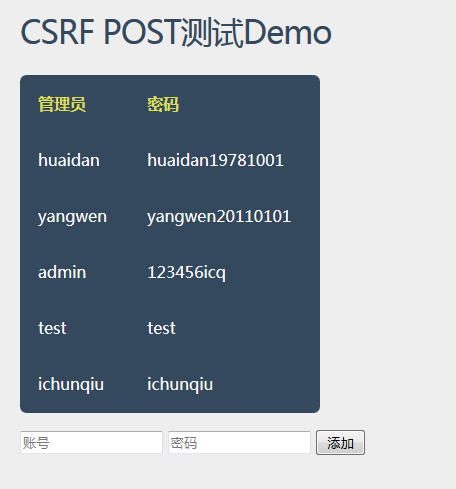 CSRF POST测试Demo
管理员 密码
huaidan huaidan19781001
yangwen yangwen20110101
admin 123456icq
test test
ichunqiu ichunqiu
账号 密码 添加